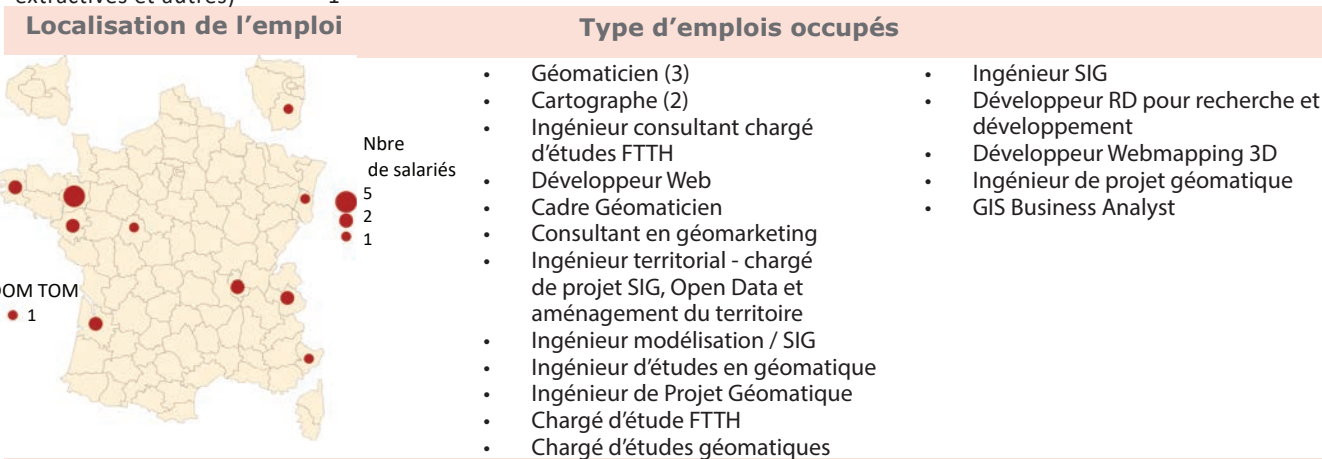 extractives et autres) 1
Localisation de l'emploi
Type d'emplois occupés
Nbre
de salariés
5
2
1
DOM TOM
1
• Géomaticien (3)
• Cartographe (2)
• Ingénieur consultant chargé
d'études FTTH
• Développeur Web
• Cadre Géomaticien
• Consultant en géomarketing
• Ingénieur territorial - chargé
de projet SIG, Open Data et
aménagement du territoire
• Ingénieur modélisation / SIG
• Ingénieur d'études en géomatique
• Ingénieur de Projet Géomatique
• Chargé d'étude FTTH
• Chargé d'études géomatiques
• Ingénieur SIG
• Développeur RD pour recherche et
développement
• Développeur Webmapping 3D
• Ingénieur de projet géomatique
• GIS Business Analyst